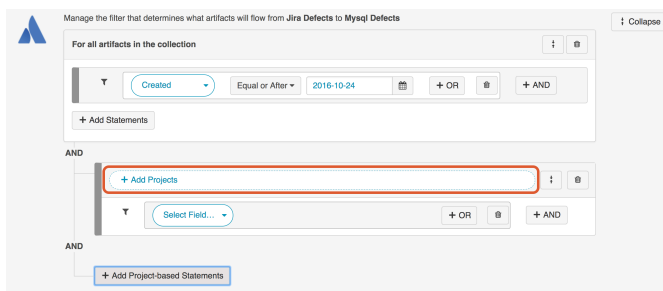 Manage the filter that determines what artifacts will flow from Jira Defects to Mysql Defects
Collapse
For all artifacts in the collection
Created Equal or After 2016-10-24 + OR + AND
+ Add Statements
AND
+ Add Projects
Select Field... + OR + AND
AND
+ Add Project-based Statements